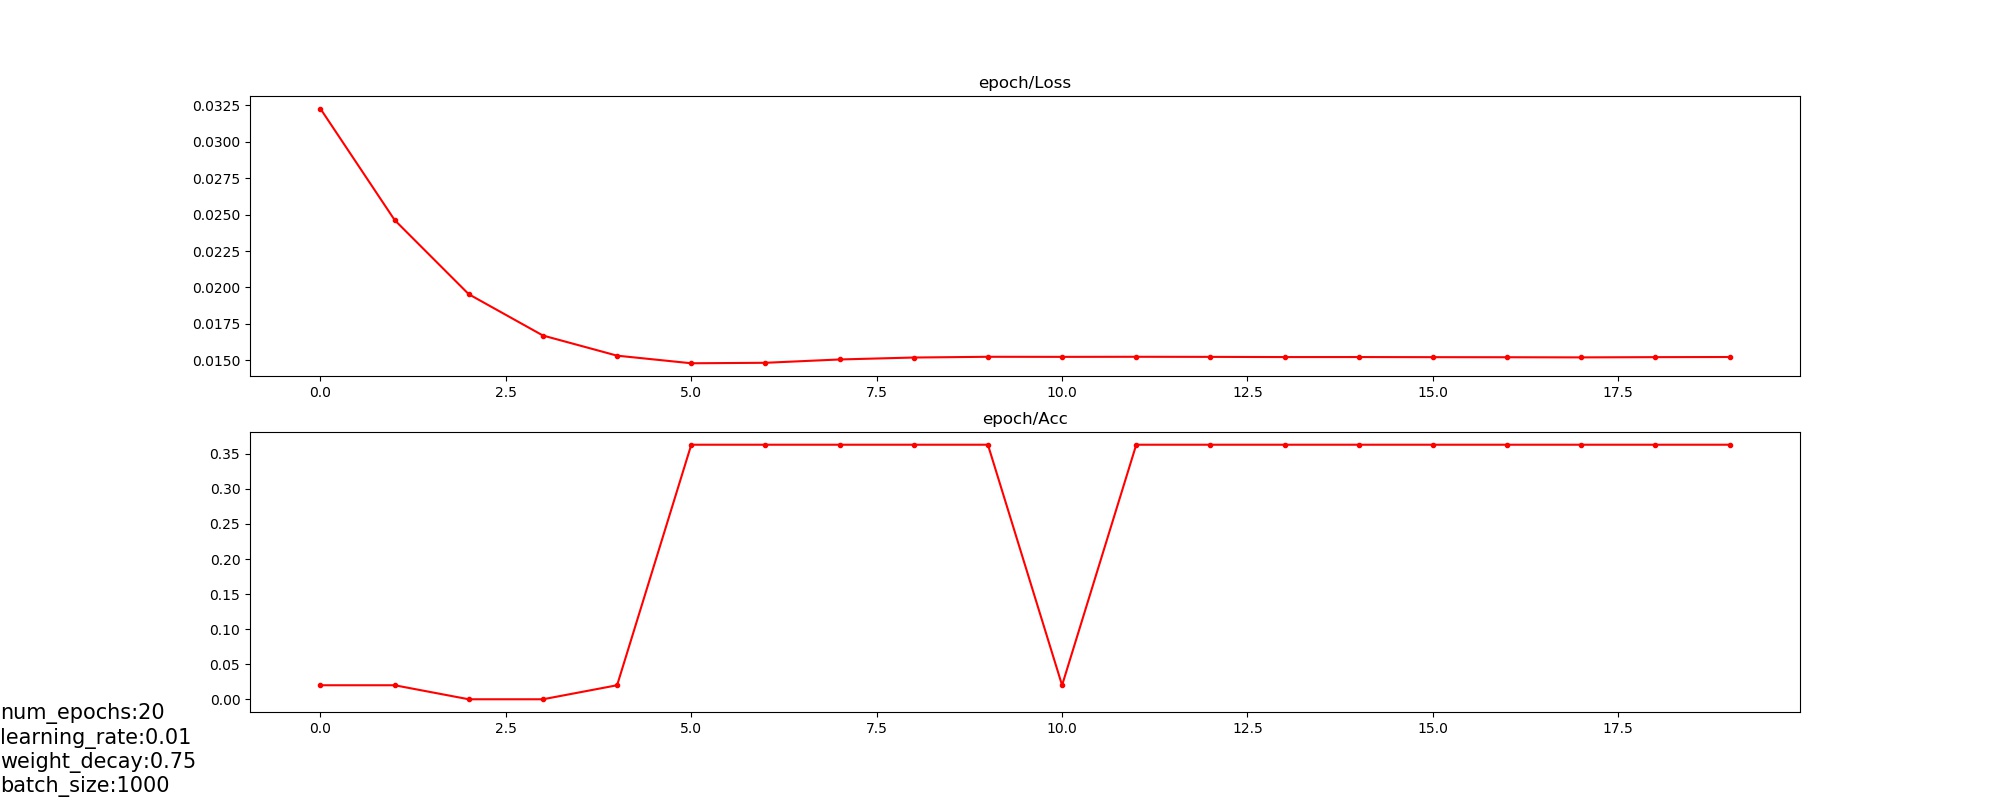 epoch/Loss
0.0325
0.0300
0.0275
0.0250
0.0225
0.0200
0.0175
0.0150
0.0 2.5 5.0 7.5 10.0 12.5 15.0 17.5
epoch/Acc
0.35
0.30
0.25
0.20
0.15
0.10
0.05
0.00
0.0 2.5 5.0 7.5 10.0 12.5 15.0 17.5
num_epochs:20
learning_rate:0.01
weight_decay:0.75
batch_size:1000